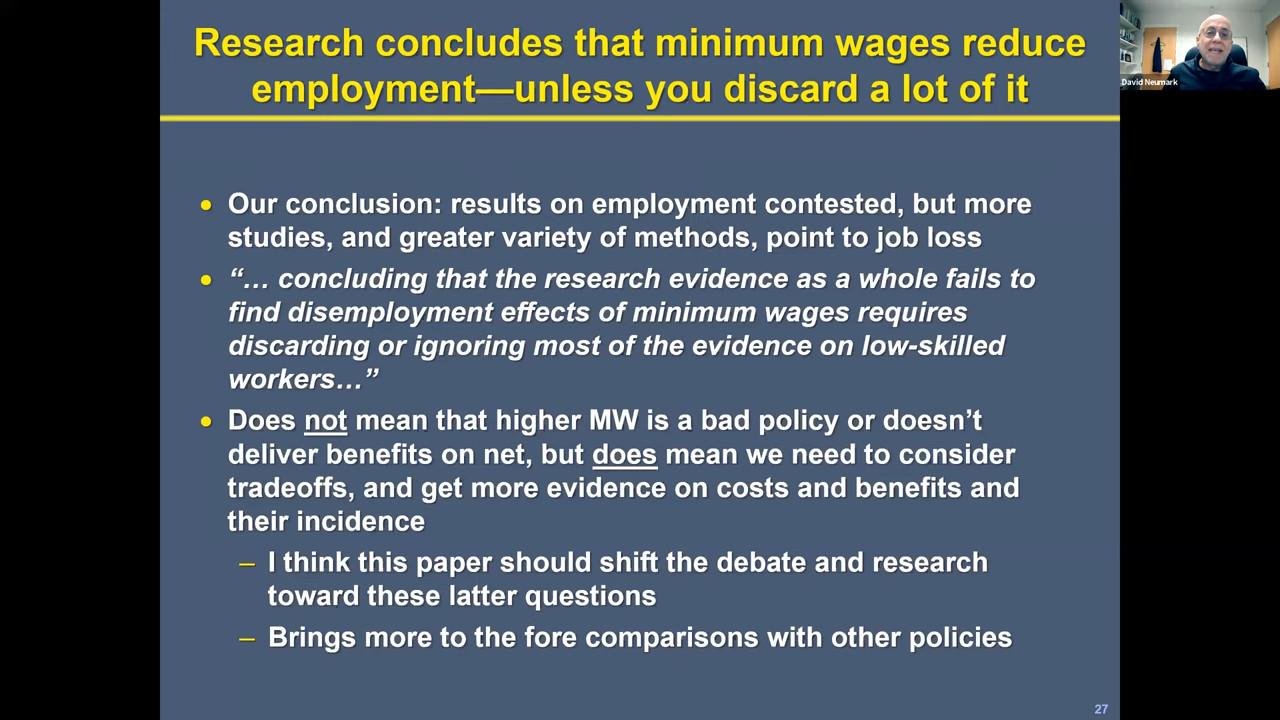 Research concludes that minimum wages reduce
employment—unless you discard a lot of it
David Neumark
• Our conclusion: results on employment contested, but more
studies, and greater variety of methods, point to job loss
• “… concluding that the research evidence as a whole fails to
find disemployment effects of minimum wages requires
discarding or ignoring most of the evidence on low-skilled
workers…”
• Does not mean that higher MW is a bad policy or doesn’t
deliver benefits on net, but does mean we need to consider
tradeoffs, and get more evidence on costs and benefits and
their incidence
– I think this paper should shift the debate and research
toward these latter questions
– Brings more to the fore comparisons with other policies
27